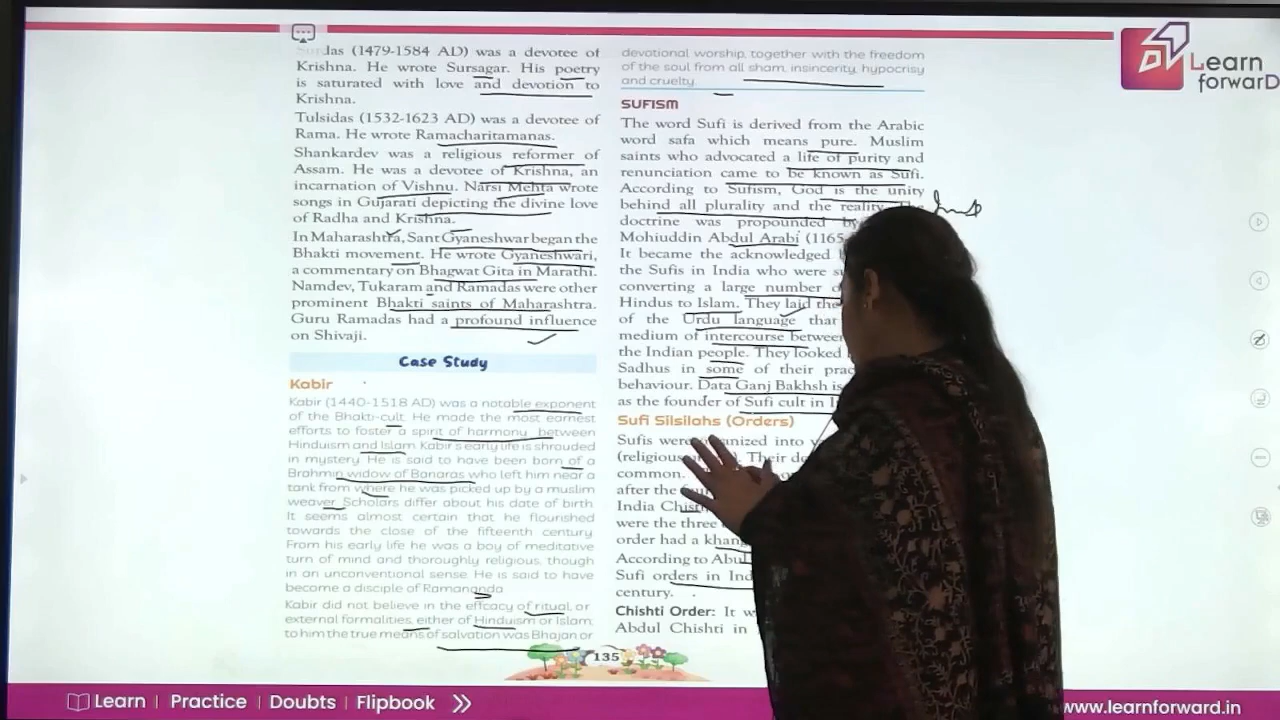 Surdas (1479-1584 AD) was a devotee of
Krishna. He wrote Sursagar. His poetry
is saturated with love and devotion to
Krishna.
Tulsidas (1532-1623 AD) was a devotee of
Rama. He wrote Ramacharitamanas.
Shankardev was a religious reformer of
Assam. He was a devotee of Krishna, an
incarnation of Vishnu. Narsi Mehta wrote
songs in Gujarati depicting the divine love
of Radha and Krishna.
In Maharashtra, Sant Gyaneshwar began the
Bhakti movement. He wrote Gyaneshwari,
a commentary on Bhagwat Gita in Marathi.
Namdev, Tukaram and Ramadas were other
prominent Bhakti saints of Maharashtra.
Guru Ramadas had a profound influence
on Shivaji.
Case Study
Kabir
Kabir (1440-1518 AD) was a notable exponent
of the Bhakti-cult. He made the most earnest
efforts to foster a spirit of harmony between
Hinduism and Islam. Kabir's early life is shrouded
in mystery. He is said to have been born of a
Brahmin widow of Banaras who left him near a
tank from where he was picked up by a muslim
weaver. Scholars differ about his date of birth.
It seems almost certain that he flourished
towards the close of the fifteenth century.
From his early life he was a boy of meditative
turn of mind and thoroughly religious, though
in an unconventional sense. He is said to have
become a disciple of Ramananda.
Kabir did not believe in the effcacy of ritual, or
external formalities, either of Hinduism or Islam;
to him the true means of salvation was Bhajan or
devotional worship, together with the freedom
of the soul from all sham, insincerity, hypocrisy
and cruelty.
SUFISM
The word Sufi is derived from the Arabic
word safa which means pure. Muslim
saints who advocated a life of purity and
renunciation came to be known as Sufi.
According to Sufism, God is the unity
behind all plurality and the reality. The
doctrine was propounded by
Mohiuddin Abdul Arabi (1165
It became the acknowledged
the Sufis in India who were
converting a large number
Hindus to Islam. They laid the
of the Urdu language that
medium of intercourse between
the Indian people. They looked
Sadhus in some of their
behaviour. Data Ganj Bakhsh is
as the founder of Sufi cult in
Sufi Silsilahs (Orders)
Sufis were organized into
(religious Their
common.
after the
India
were the three
order had a
According to
Sufi orders in
century.
Chishti Order: It
Abdul Chishti in
135
Learn
forwarD
Learn | Practice | Doubts | Flipbook
www.learnforward.in